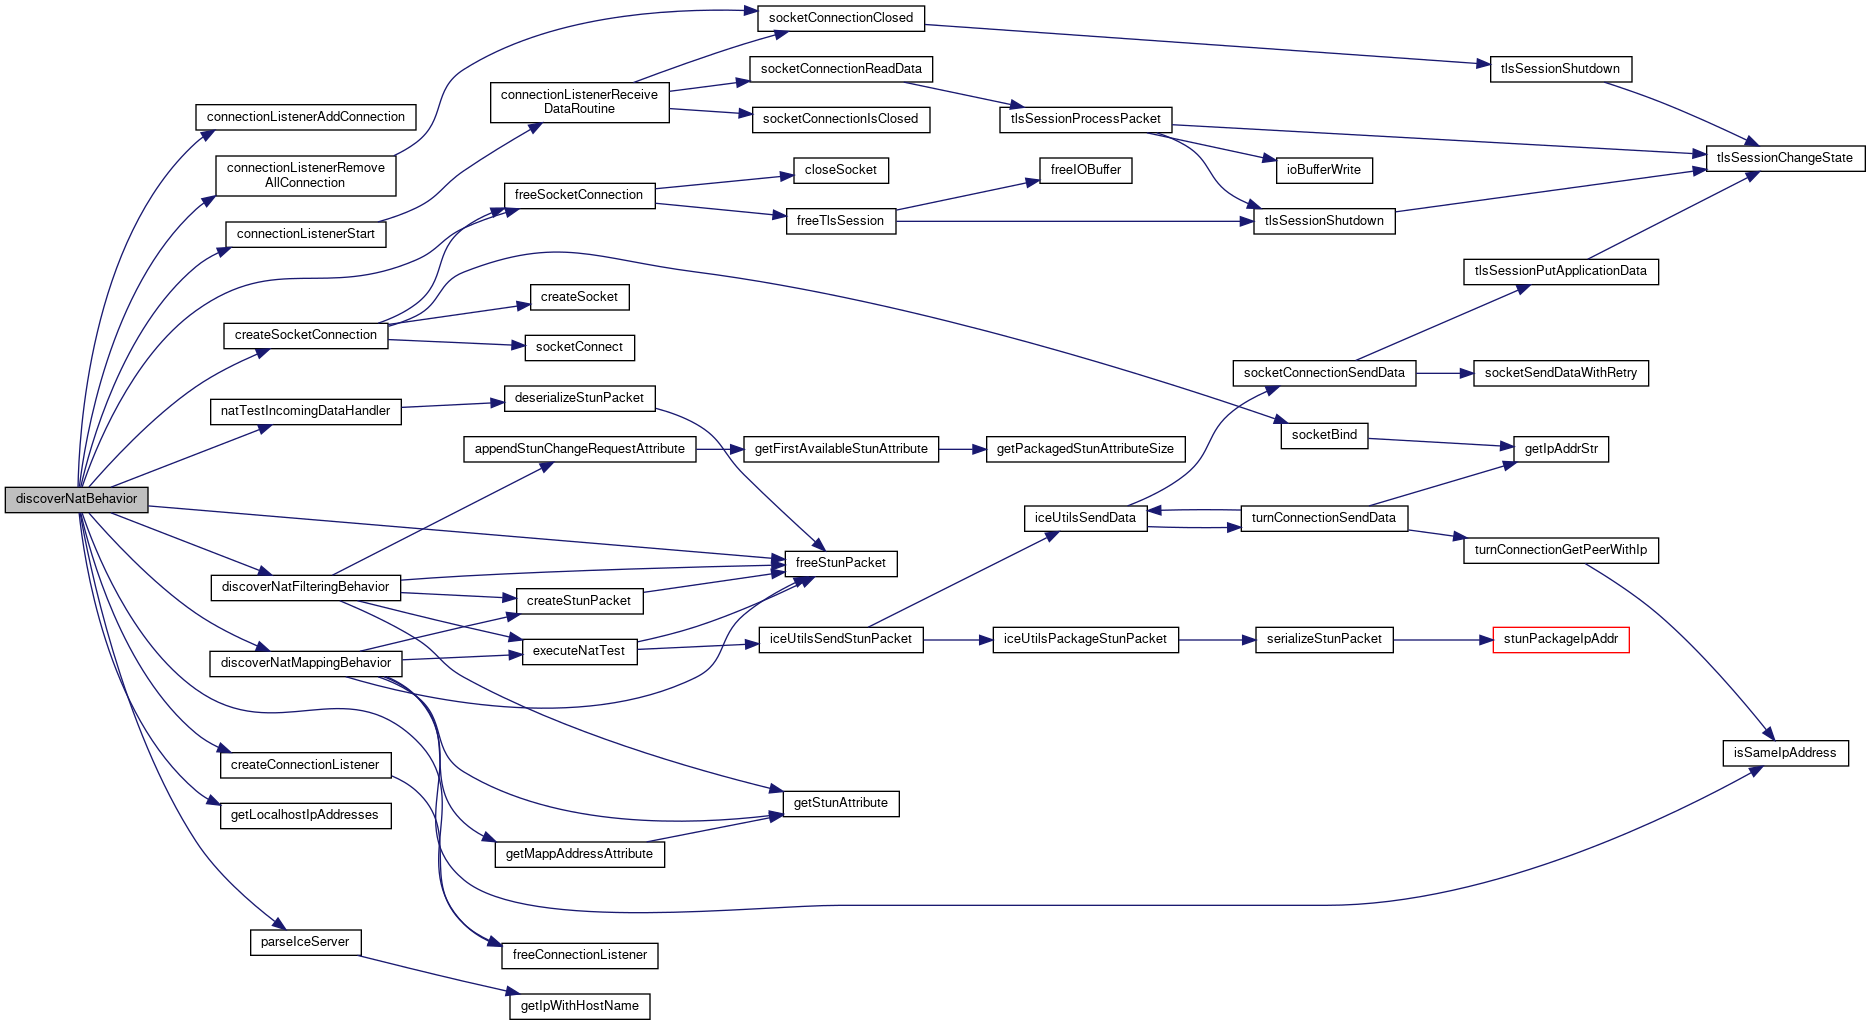 discoverNatBehavior
connectionListenerAddConnection
connectionListenerRemove
AllConnection
connectionListenerStart
createSocketConnection
natTestIncomingDataHandler
discoverNatFilteringBehavior
discoverNatMappingBehavior
createConnectionListener
getLocalhostIpAddresses
parseIceServer
connectionListenerReceive
DataRoutine
freeSocketConnection
createSocket
socketConnect
deserializeStunPacket
appendStunChangeRequestAttribute
createStunPacket
executeNatTest
getMappAddressAttribute
freeConnectionListener
getIpWithHostName
socketConnectionClosed
socketConnectionReadData
socketConnectionIsClosed
closeSocket
freeTlsSession
getFirstAvailableStunAttribute
freeStunPacket
iceUtilsSendStunPacket
getStunAttribute
tlsSessionProcessPacket
freeIOBuffer
getPackagedStunAttributeSize
iceUtilsSendData
iceUtilsPackageStunPacket
ioBufferWrite
tlsSessionShutdown
socketConnectionSendData
socketBind
turnConnectionSendData
serializeStunPacket
tlsSessionShutdown
tlsSessionPutApplicationData
socketSendDataWithRetry
getIpAddrStr
turnConnectionGetPeerWithIp
stunPackageIpAddr
tlsSessionChangeState
isSameIpAddress